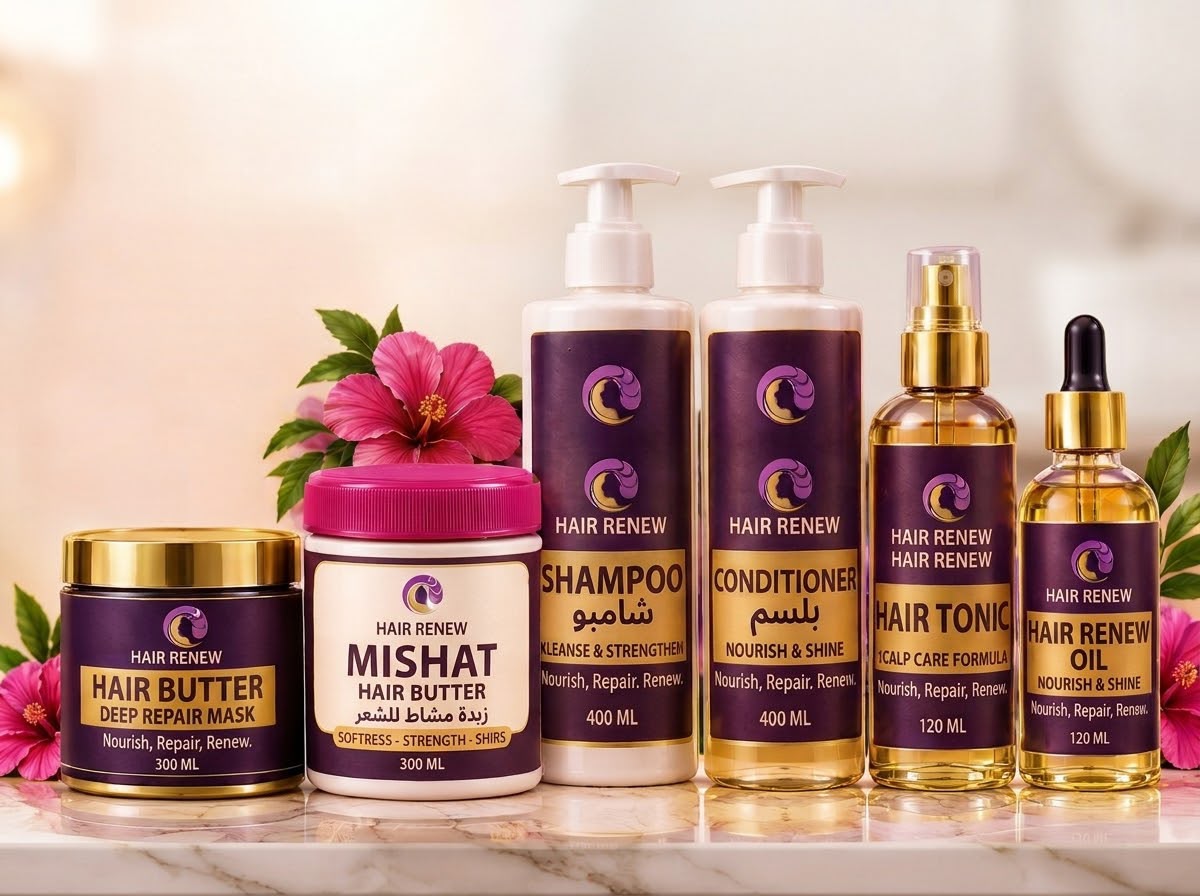 HAIR RENEW
HAIR BUTTER
DEEP REPAIR MASK
Nourish, Repair, Renew.
300 ML
HAIR RENEW
MISHAT
HAIR BUTTER
زبدة مشاط للشعر
SOFTRESS - STRENGTH - SHIRS
300 ML
HAIR RENEW
SHAMPOO
شامبو
KLEANSE & STRENGTHEN
Nourish, Repair. Renew.
400 ML
HAIR RENEW
CONDITIONER
بلسم
NOURISH & SHINE
Nourish, Repair. Renew.
400 ML
HAIR RENEW
HAIR RENEW
HAIR TONIC
1CALP CARE FORMULA
Nourish, Repair, Renew.
120 ML
HAIR RENEW
HAIR RENEW
OIL
NOURISH & SHINE
Nourish, Repair, Renew.
120 ML